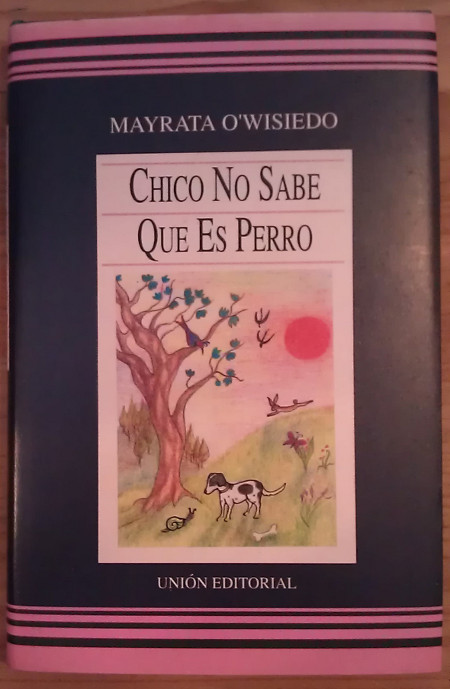 MAYRATA O'WISIEDO
CHICO NO SABE
QUE ES PERRO
UNIÓN EDITORIAL